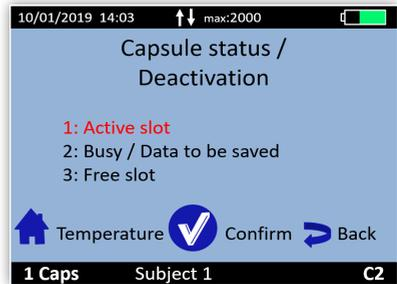 10/01/2019 14:03 max:2000
Capsule status /
Deactivation
1: Active slot
2: Busy / Data to be saved
3: Free slot
Temperature Confirm Back
1 Caps Subject 1 C2